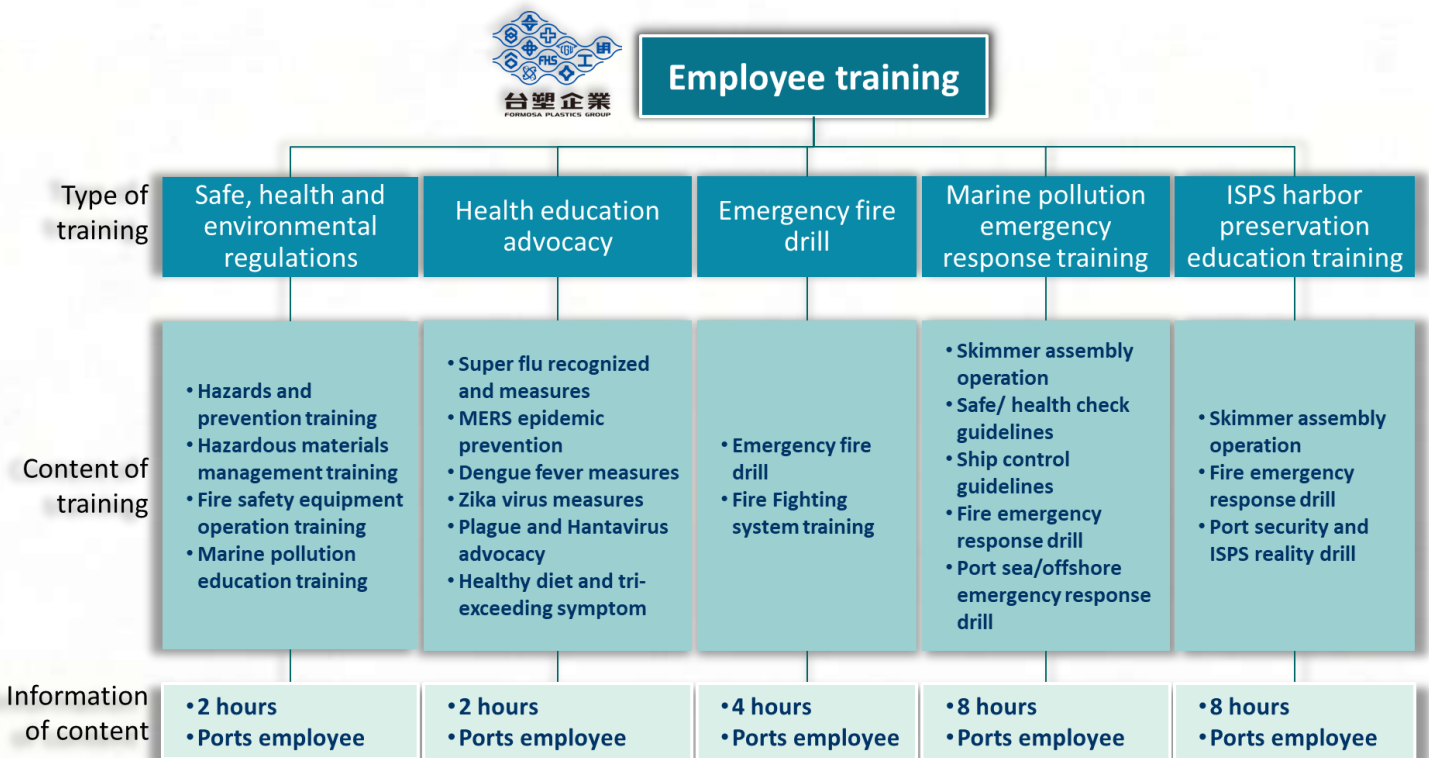 CGU
明
FHS
工
台塑企業
FORMOSA PLASTICS GROUP
Employee training
Type of
training
Safe, health and
environmental
regulations
Health education
advocacy
Emergency fire
drill
Marine pollution
emergency
response training
ISPS harbor
preservation
education training
Content of
training
• Hazards and
prevention training
• Hazardous materials
management training
• Fire safety equipment
operation training
• Marine pollution
education training
• Super flu recognized
and measures
• MERS epidemic
prevention
• Dengue fever measures
• Zika virus measures
• Plague and Hantavirus
advocacy
• Healthy diet and tri-
exceeding symptom
• Emergency fire
drill
• Fire Fighting
system training
• Skimmer assembly
operation
• Safe/ health check
guidelines
• Ship control
guidelines
• Fire emergency
response drill
• Port sea/offshore
emergency response
drill
• Skimmer assembly
operation
• Fire emergency
response drill
• Port security and
ISPS reality drill
Information
of content
• 2 hours
• Ports employee
• 2 hours
• Ports employee
• 4 hours
• Ports employee
• 8 hours
• Ports employee
• 8 hours
• Ports employee